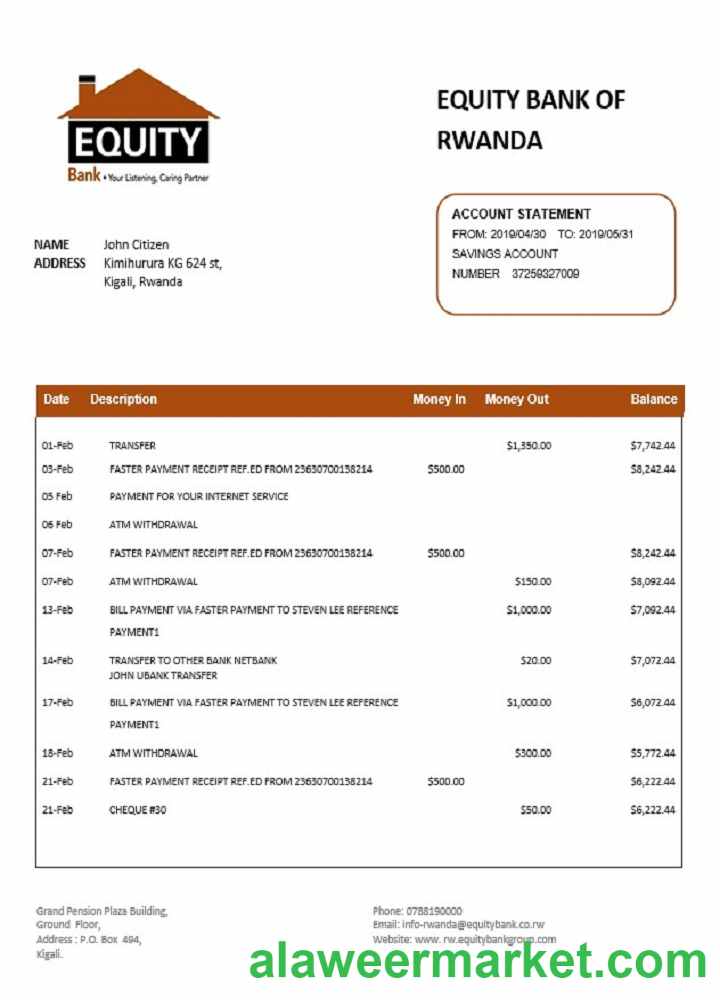 EQUITY
Bank • Your Listening, Caring Partner
EQUITY BANK OF
RWANDA
ACCOUNT STATEMENT
FROM: 2019/04/30 TO: 2019/05/31
SAVINGS ACCOUNT
NUMBER 37259327009
NAME John Citizen
ADDRESS Kimihurura KG 624 st,
Kigali, Rwanda
Date Description Money In Money Out Balance
01-Feb TRANSFER $1,350.00 $7,742.44
03-Feb FASTER PAYMENT RECEIPT REF.ED FROM 23630700138214 $500.00 $8,242.44
05 Feb PAYMENT FOR YOUR INTERNET SERVICE
06 Feb ATM WITHDRAWAL
07-Feb FASTER PAYMENT RECEIPT REF.ED FROM 23630700138214 $500.00 $8,242.44
07-Feb ATM WITHDRAWAL $150.00 $8,092.44
13-Feb BILL PAYMENT VIA FASTER PAYMENT TO STEVEN LEE REFERENCE $1,000.00 $7,092.44
PAYMENT1
14-Feb TRANSFER TO OTHER BANK NETBANK $20.00 $7,072.44
JOHN UBANK TRANSFER
17-Feb BILL PAYMENT VIA FASTER PAYMENT TO STEVEN LEE REFERENCE $1,000.00 $6,072.44
PAYMENT1
18-Feb ATM WITHDRAWAL $300.00 $5,772.44
21-Feb FASTER PAYMENT RECEIPT REF.ED FROM 23630700138214 $500.00 $6,222.44
21-Feb CHEQUE #30 $50.00 $6,222.44
Grand Pension Plaza Building,
Ground Floor,
Address : P.O. Box 494,
Kigali.
Phone: 0788190000
Email: info-rwanda@equitybank.co.rw
Website: www. rw.equitybankgroup.com
alaweermarket.com